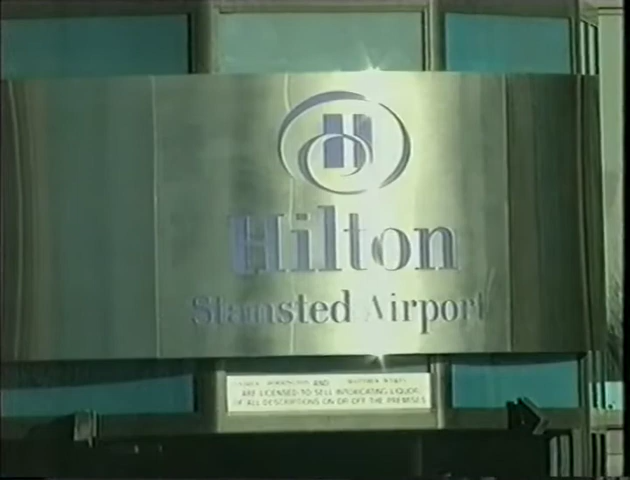 H
Hilton
Stansted Airport
AND
ARE LICENSED TO SELL INTOXICATING LIQUOR
OF ALL DESCRIPTIONS ON OR OFF THE PREMISES